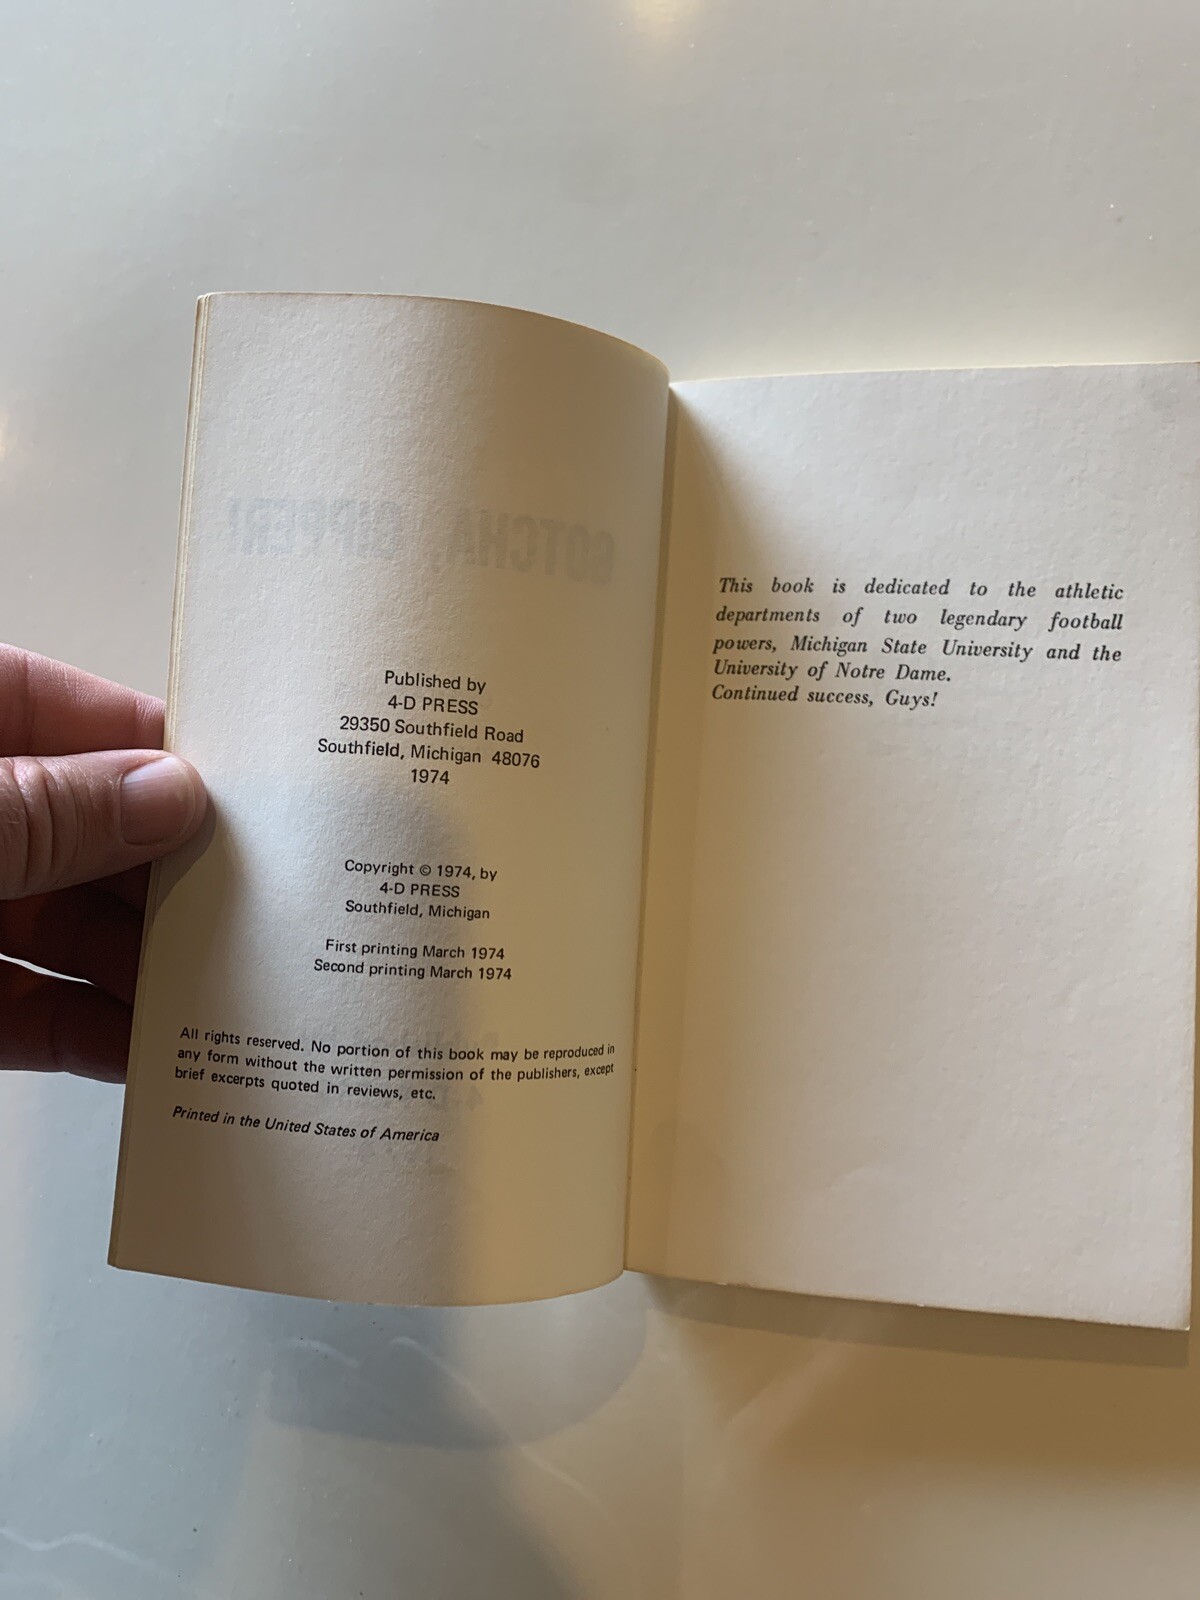 GOTCHA, GIPPER!
Published by
4-D PRESS
29350 Southfield Road
Southfield, Michigan 48076
1974
Copyright © 1974, by
4-D PRESS
Southfield, Michigan
First printing March 1974
Second printing March 1974
All rights reserved. No portion of this book may be reproduced in
any form without the written permission of the publishers, except
brief excerpts quoted in reviews, etc.
Printed in the United States of America
This book is dedicated to the athletic
departments of two legendary football
powers, Michigan State University and the
University of Notre Dame.
Continued success, Guys!